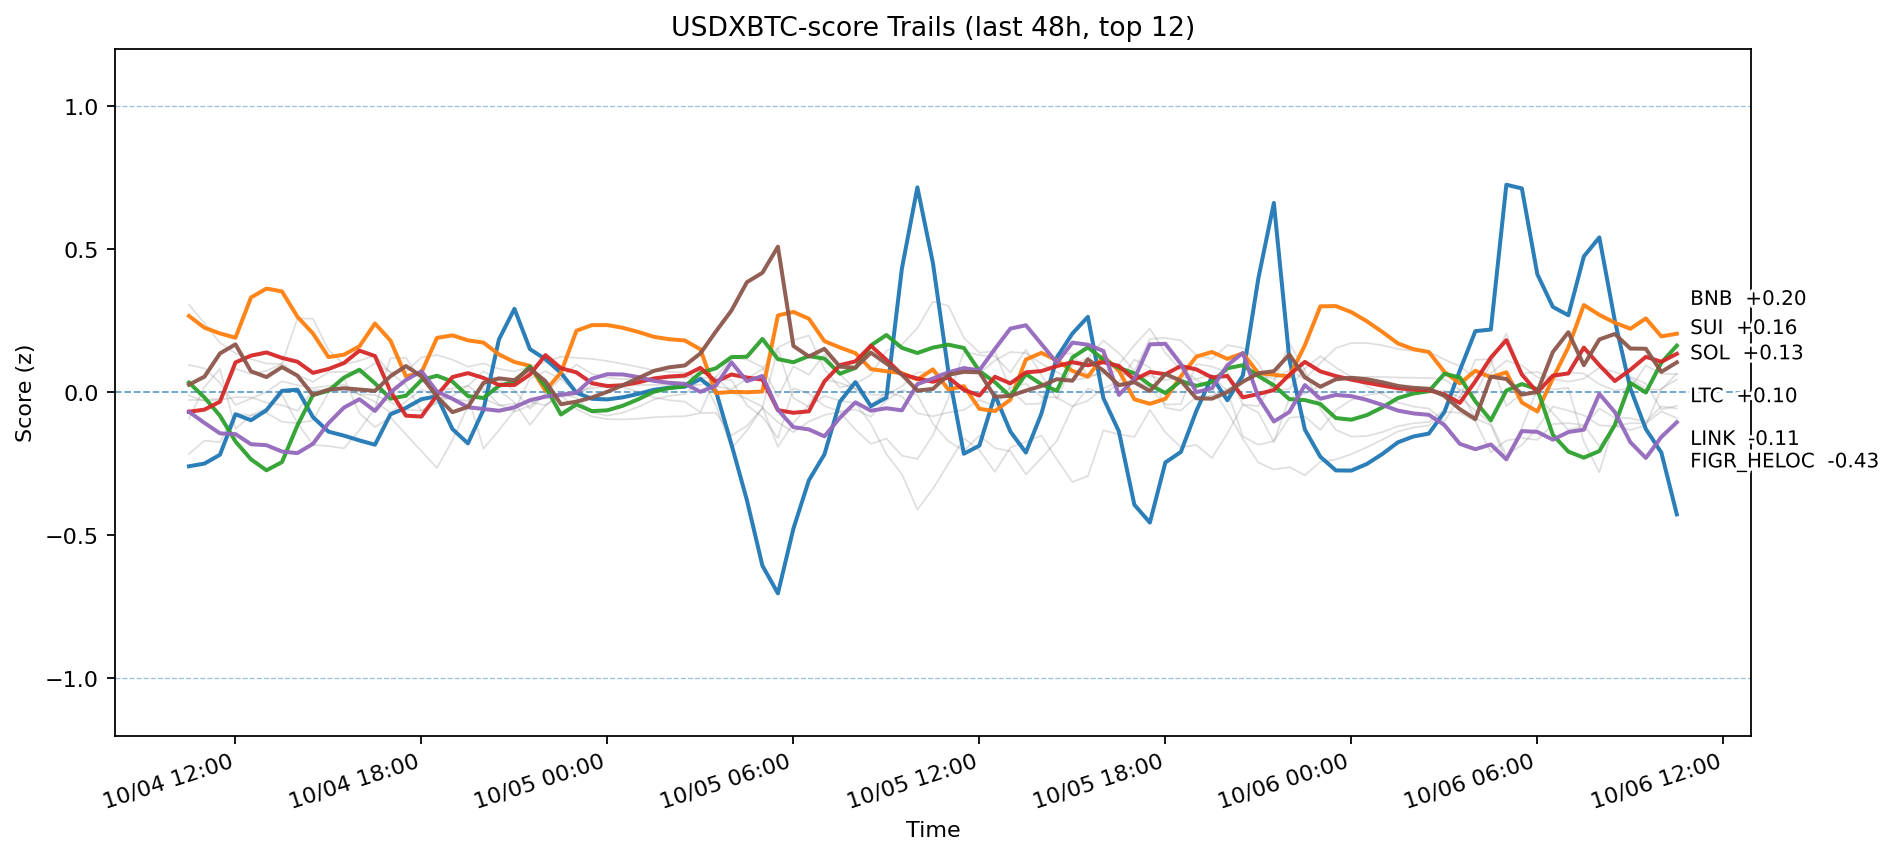 USDXBTC-score Trails (last 48h, top 12)
Score (z)
1.0
0.5
0.0
−0.5
−1.0
BNB +0.20
SUI +0.16
SOL +0.13
LTC +0.10
LINK -0.11
FIGR_HELOC -0.43
10/04 12:00
10/04 18:00
10/05 00:00
10/05 06:00
10/05 12:00
10/05 18:00
10/06 00:00
10/06 06:00
10/06 12:00
Time